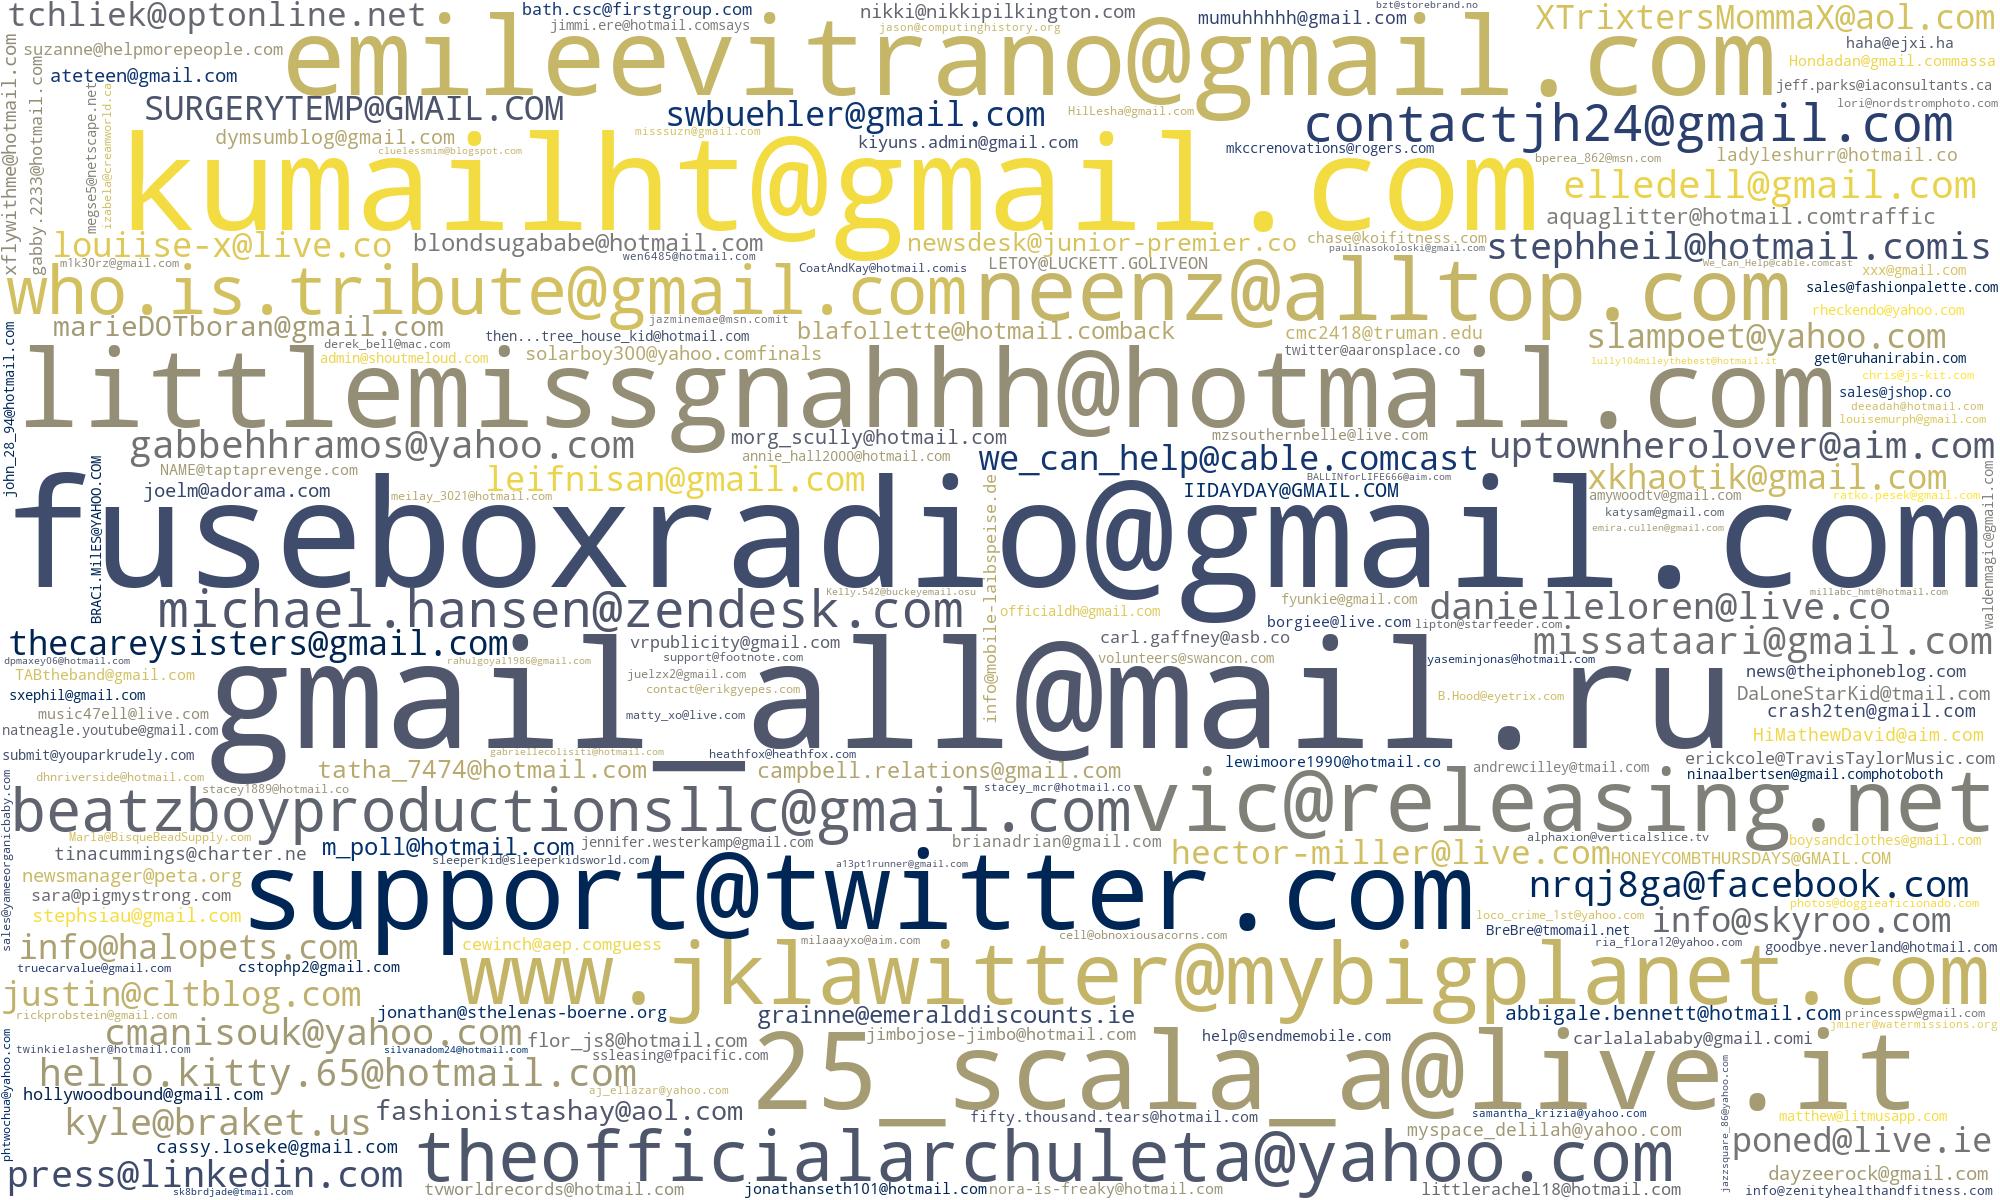 tchliek@optonline.net
bath.csc@firstgroup.com
nikki@nikkipilkington.com
bzt@storebrand.no
mumuhhhhh@gmail.com
XTrixtersMommaX@aol.com
jimmi.ere@hotmail.comsays
jason@computinghistory.org
suzanne@helpmorepeople.com
emileevitrano@gmail.com
haha@ejxi.ha
Hondadan@gmail.commassa
ateteen@gmail.com
jeff.parks@iaconsultants.ca
xflywithme@hotmail.com
gabby.2233@hotmail.com
megse5@netscape.net
izabela@creamworld.ca
SURGERYTEMP@GMAIL.COM
swbuehler@gmail.com
HilLesha@gmail.com
contactjh24@gmail.com
lori@nordstromphoto.com
dymsumblog@gmail.com
misssuzn@gmail.com
kiyuns.admin@gmail.com
mkccrenovations@rogers.com
cluelessmim@blogspot.com
bperea_862@msn.com
ladyleshurr@hotmail.co
kumailht@gmail.com
elledell@gmail.com
aquaglitter@hotmail.comtraffic
louiise-x@live.co
blondsugababe@hotmail.com
newsdesk@junior-premier.co
chase@koifitness.com
paulinasokoloski@gmail.com
stephheil@hotmail.comis
wen6485@hotmail.com
m1k30rz@gmail.com
CoatAndKay@hotmail.comis
LETOY@LUCKETT.GOLIVEON
We_Can_Help@cable.comcast
xxx@gmail.com
who.is.tribute@gmail.com
neenz@alltop.com
sales@fashionpalette.com
rheckendo@yahoo.com
marieDOTboran@gmail.com
jazminemae@msn.comit
then...tree_house_kid@hotmail.com
blafollette@hotmail.comback
cmc2418@truman.edu
slampoet@yahoo.com
derek_bell@mac.com
admin@shoutmeloud.com
solarboy300@yahoo.comfinals
twitter@aaronsplace.co
lully104mileythebest@hotmail.it
get@ruhanirabin.com
chris@js-kit.com
john_28_94@hotmail.com
littlemissgnahhh@hotmail.com
sales@jshop.co
deeadah@hotmail.com
louisemurph@gmail.com
gabbehhramos@yahoo.com
morg_scully@hotmail.com
mzsouthernbelle@live.com
uptownherolover@aim.com
annie_hall2000@hotmail.com
we_can_help@cable.comcast
NAME@taptaprevenge.com
leifnisan@gmail.com
BALLINforLIFE666@aim.com
xkhaotik@gmail.com
joelm@adorama.com
meilay_3021@hotmail.com
IIDAYDAY@GMAIL.COM
amywoodtv@gmail.com
ratko.pesek@gmail.com
BRACi.MilES@YAHOO.COM
info@mobile-laibspeise.de
waldenmagic@gmail.com
katysam@gmail.com
emira.cullen@gmail.com
fuseboxradio@gmail.com
Kelly.542@buckeyemail.osu
millabc_hmt@hotmail.com
michael.hansen@zendesk.com
officialdh@gmail.com
fyunkie@gmail.com
danielleloren@live.co
borgiee@live.com
lipton@starfeeder.com
thecareysisters@gmail.com
vrpublicity@gmail.com
carl.gaffney@asb.co
missataari@gmail.com
dpmaxey06@hotmail.com
rahulgoyal1986@gmail.com
support@footnote.com
volunteers@swancon.com
yaseminjonas@hotmail.com
TABtheband@gmail.com
juelzx2@gmail.com
news@theiphoneblog.com
sxephil@gmail.com
contact@erikgyepes.com
B.Hood@eyetrix.com
DaLoneStarKid@tmail.com
music47ell@live.com
gmail_all@mail.ru
matty_xo@live.com
crash2ten@gmail.com
natneagle.youtube@gmail.com
HiMathewDavid@aim.com
submit@youparkrudely.com
gabriellecolisiti@hotmail.com
heathfox@heathfox.com
lewimoore1990@hotmail.co
erickcole@TravisTaylorMusic.com
dhnriverside@hotmail.com
tatha_7474@hotmail.com
campbell.relations@gmail.com
andrewcilley@tmail.com
ninaalbertsen@gmail.comphotoboth
stacey1889@hotmail.co
stacey_mcr@hotmail.co
sales@yameeorganicbaby.com
beatzboyproductionsllc@gmail.com
vic@releasing.net
Marla@BisqueBeadSupply.com
m_poll@hotmail.com
jennifer.westerkamp@gmail.com
brianadrian@gmail.com
alphaxion@verticalslice.tv
boysandclothes@gmail.com
tinacummings@charter.ne
sleeperkid@sleeperkidsworld.com
a13pt1runner@gmail.com
hector-miller@live.com
HONEYCOMBTHURSDAYS@GMAIL.COM
newsmanager@peta.org
sara@pigmystrong.com
support@twitter.com
nrqj8ga@facebook.com
photos@doggieaficionado.com
stephsiau@gmail.com
loco_crime_1st@yahoo.com
info@skyroo.com
BreBre@tmomail.net
info@halopets.com
cewinch@aep.comguess
milaaayxo@aim.com
cell@obnoxiousacorns.com
ria_flora12@yahoo.com
goodbye.neverland@hotmail.com
truecarvalue@gmail.com
cstophp2@gmail.com
www.jklawitter@mybigplanet.com
justin@cltblog.com
rickprobstein@gmail.com
jonathan@sthelenas-boerne.org
grainne@emeralddiscounts.ie
abbigale.bennett@hotmail.com
princesspw@gmail.com
jminer@watermissions.org
cmanisouk@yahoo.com
flor_js8@hotmail.com
jimbojose-jimbo@hotmail.com
help@sendmemobile.com
carlalalababy@gmail.comi
twinkielasher@hotmail.com
silvanadom24@hotmail.com
ssleasing@fpacific.com
phtwochua@yahoo.com
hello.kitty.65@hotmail.com
25_scala_a@live.it
jazzsquare_86@yahoo.com
hollywoodbound@gmail.com
aj_ellazar@yahoo.com
kyle@braket.us
fashionistashay@aol.com
fifty.thousand.tears@hotmail.com
samantha_krizia@yahoo.com
matthew@litmusapp.com
myspace_delilah@yahoo.com
cassy.loseke@gmail.com
theofficialarchuleta@yahoo.com
poned@live.ie
press@linkedin.com
dayzeerock@gmail.com
sk8brdjade@tmail.com
tvworldrecords@hotmail.com
jonathanseth101@hotmail.com
nora-is-freaky@hotmail.com
littlerachel18@hotmail.com
info@zenityhealthandfitness.com